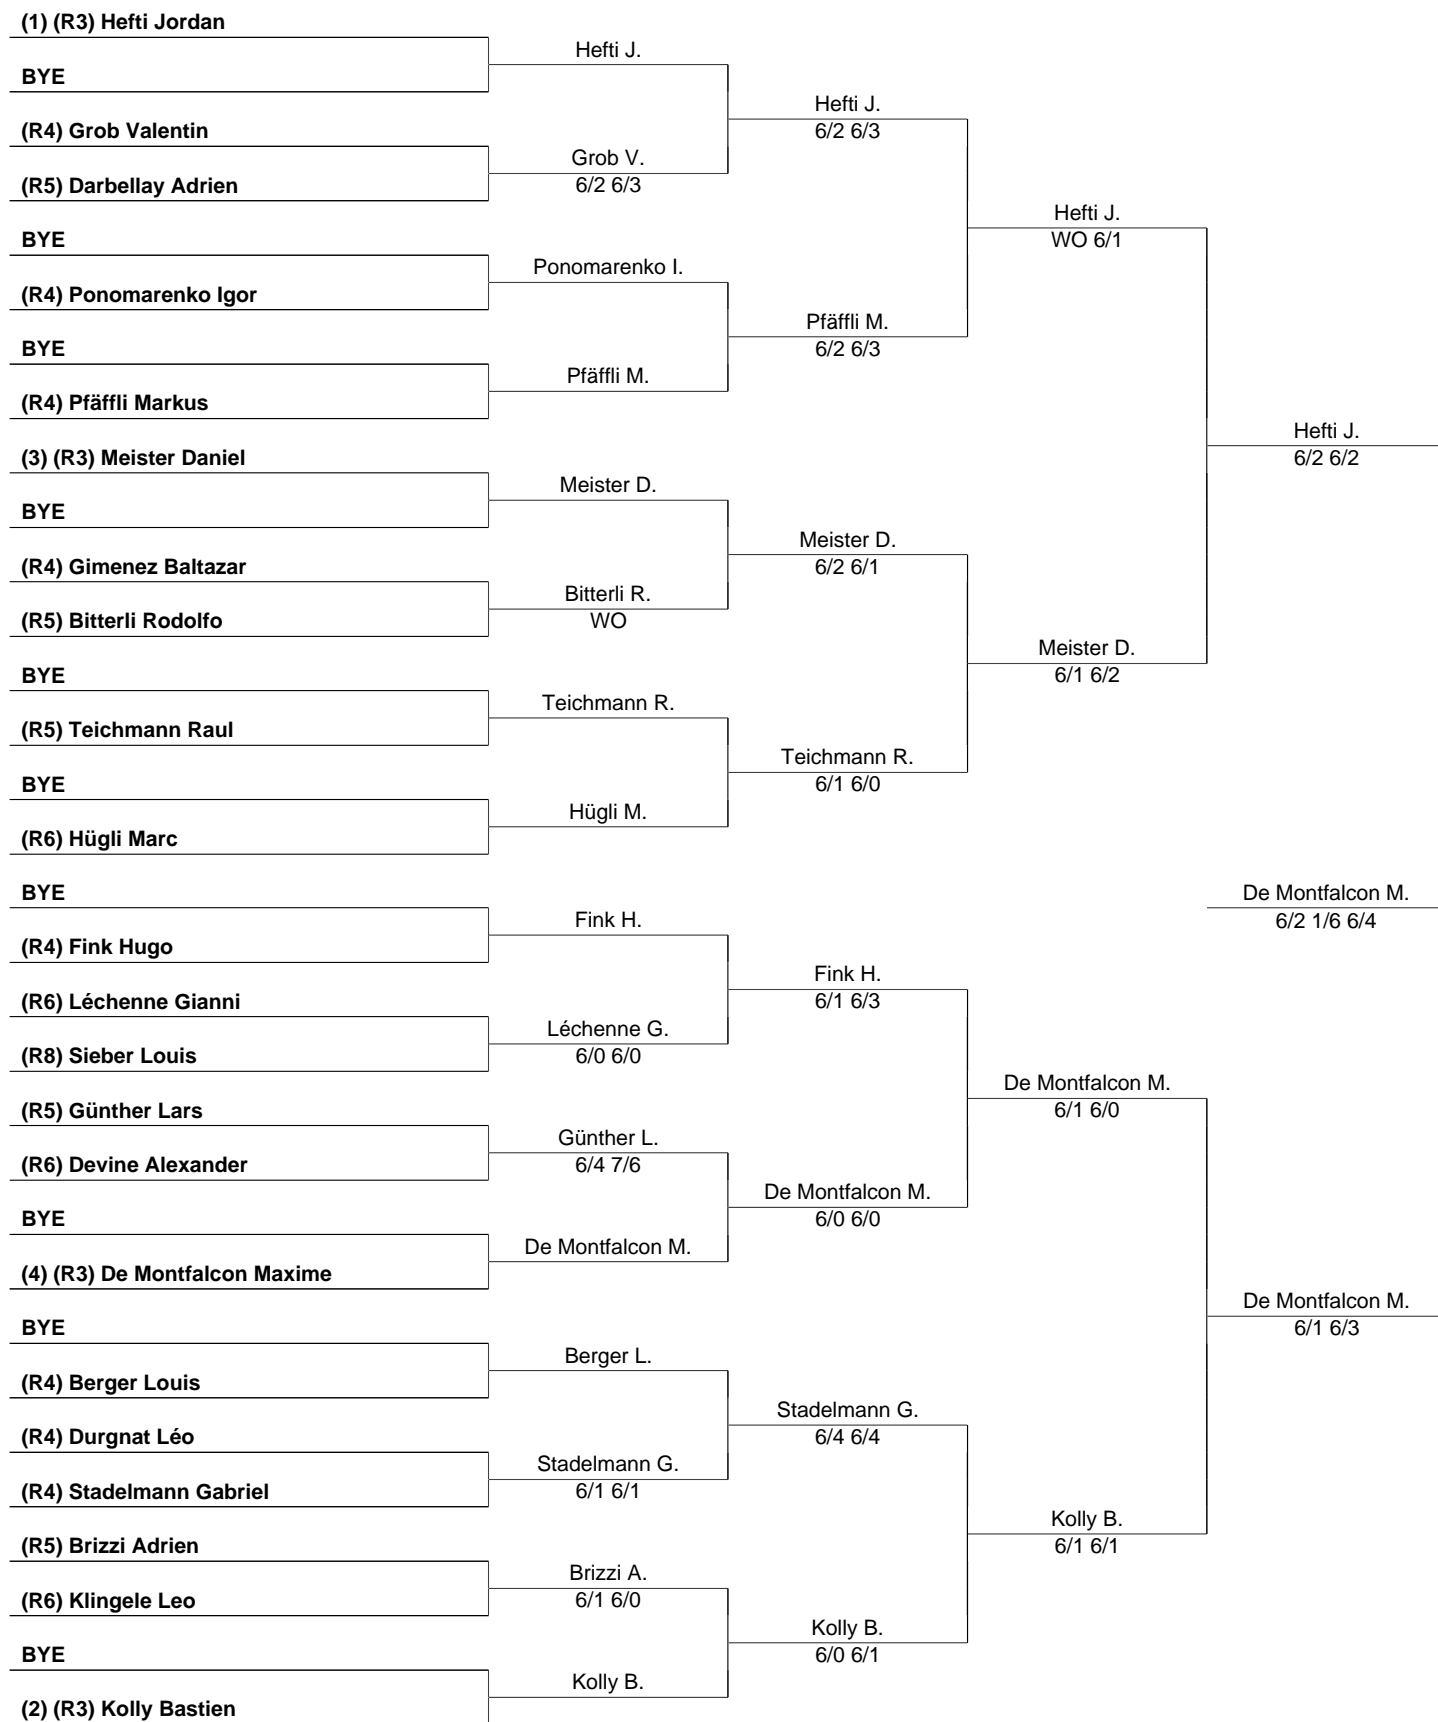 (1) (R3) Hefti Jordan
BYE
(R4) Grob Valentin
(R5) Darbellay Adrien
BYE
(R4) Ponomarenko Igor
BYE
(R4) Pfäffli Markus
(3) (R3) Meister Daniel
BYE
(R4) Gimenez Baltazar
(R5) Bitterli Rodolfo
BYE
(R5) Teichmann Raul
BYE
(R6) Hügli Marc
BYE
(R4) Fink Hugo
(R6) Léchenne Gianni
(R8) Sieber Louis
(R5) Günther Lars
(R6) Devine Alexander
BYE
(4) (R3) De Montfalcon Maxime
BYE
(R4) Berger Louis
(R4) Durgnat Léo
(R4) Stadelmann Gabriel
(R5) Brizzi Adrien
(R6) Klingele Leo
BYE
(2) (R3) Kolly Bastien
Hefti J.
Grob V.
6/2 6/3
Ponomarenko I.
Pfäffli M.
Meister D.
Bitterli R.
WO
Teichmann R.
Hügli M.
Fink H.
Léchenne G.
6/0 6/0
Günther L.
6/4 7/6
De Montfalcon M.
Berger L.
Stadelmann G.
6/1 6/1
Brizzi A.
6/1 6/0
Kolly B.
Hefti J.
6/2 6/3
Pfäffli M.
6/2 6/3
Meister D.
6/2 6/1
Teichmann R.
6/1 6/0
Fink H.
6/1 6/3
De Montfalcon M.
6/0 6/0
Stadelmann G.
6/4 6/4
Kolly B.
6/0 6/1
Hefti J.
WO 6/1
Meister D.
6/1 6/2
De Montfalcon M.
6/1 6/0
Kolly B.
6/1 6/1
Hefti J.
6/2 6/2
De Montfalcon M.
6/2 1/6 6/4
De Montfalcon M.
6/1 6/3